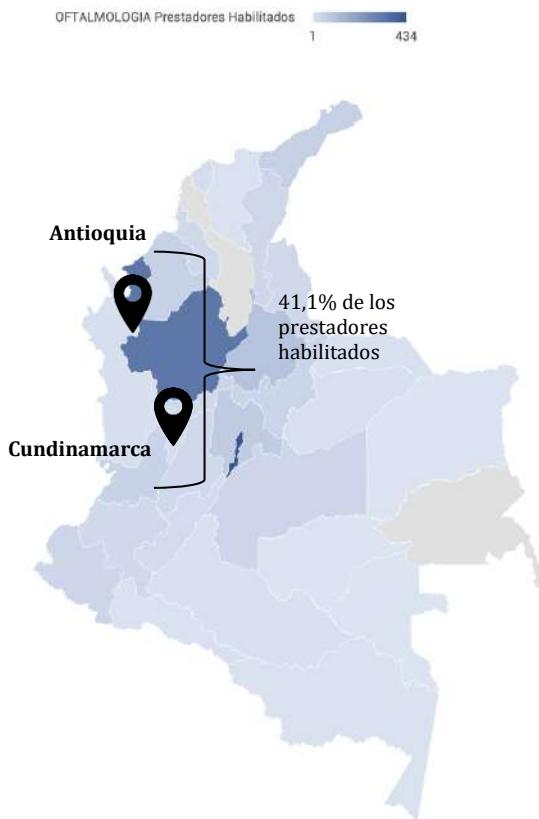 OFTALMOLOGIA Prestadores Habilitados
1
434
Antioquia
41,1% de los
prestadores
habilitados
Cundinamarca